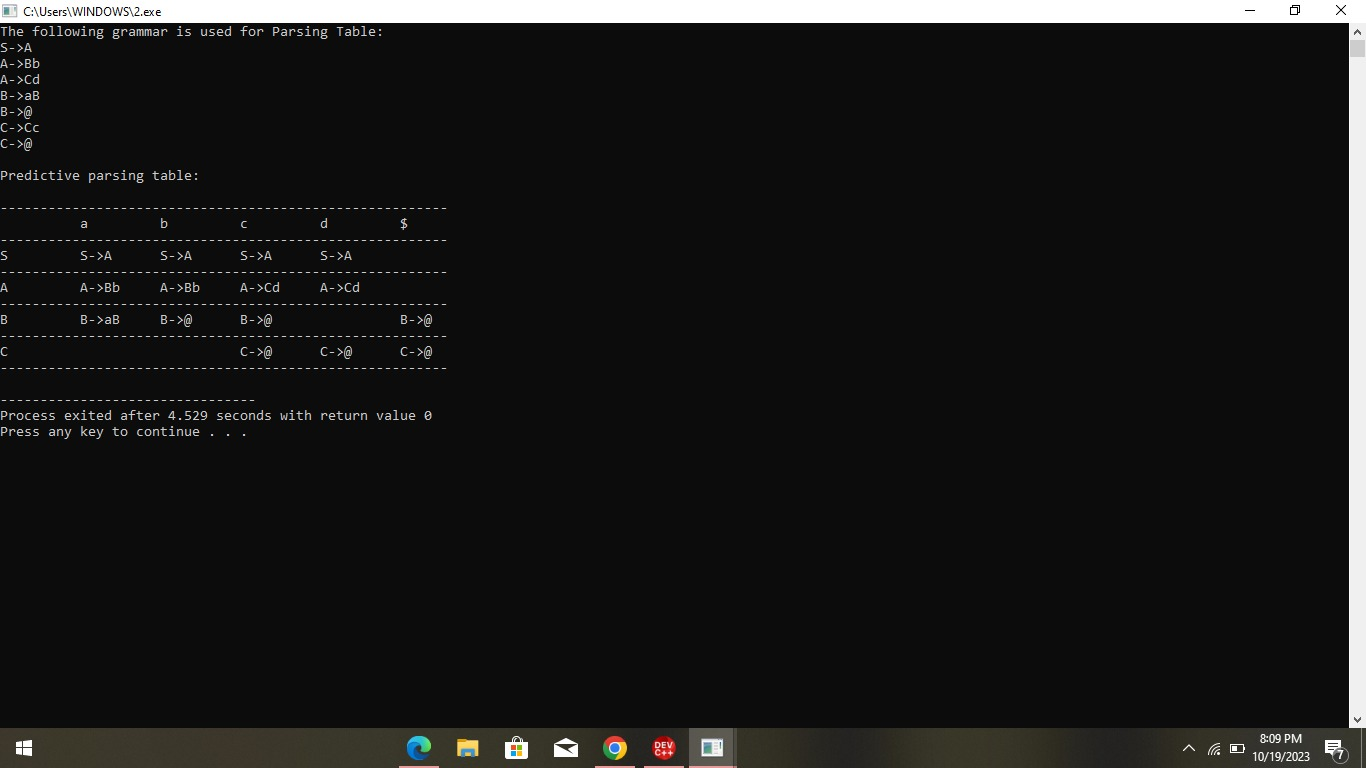 C:\Users\WINDOWS\2.exe
The following grammar is used for Parsing Table:
S->A
A->Bb
A->Cd
B->aB
B->@
C->Cc
C->@
Predictive parsing table:
--------------------------------------------------------
a b c d $
--------------------------------------------------------
S S->A S->A S->A S->A
--------------------------------------------------------
A A->Bb A->Bb A->Cd A->Cd
--------------------------------------------------------
B B->aB B->@ B->@ B->@
--------------------------------------------------------
C C->@ C->@ C->@
--------------------------------------------------------
--------------------------------
Process exited after 4.529 seconds with return value 0
Press any key to continue . . .
DEV
C++
8:09 PM
10/19/2023
7